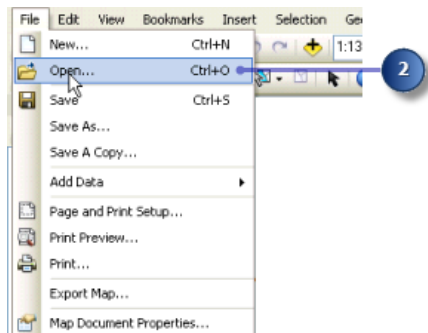 File Edit View Bookmarks Insert Selection
1:13
New... Ctrl+N
Open... Ctrl+O
2
Save Ctrl+S
Save As...
Save A Copy...
Add Data
Page and Print Setup...
Print Preview...
Print...
Export Map...
Map Document Properties...